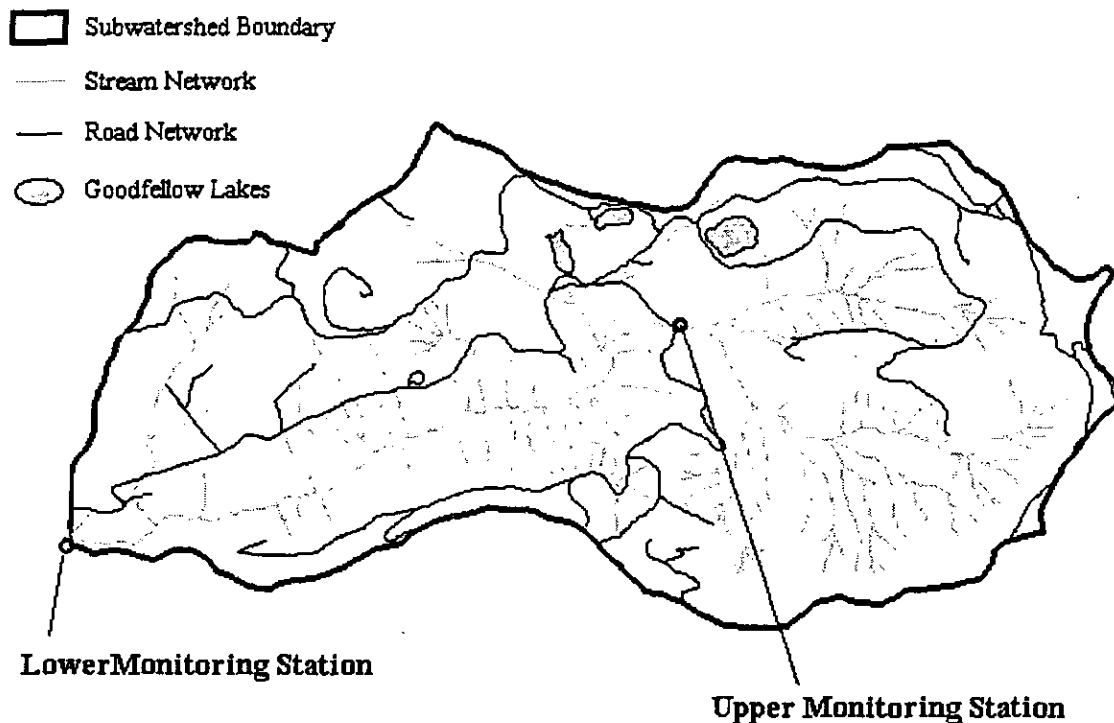 Subwatershed Boundary
Stream Network
Road Network
Goodfellow Lakes
LowerMonitoring Station
Upper Monitoring Station